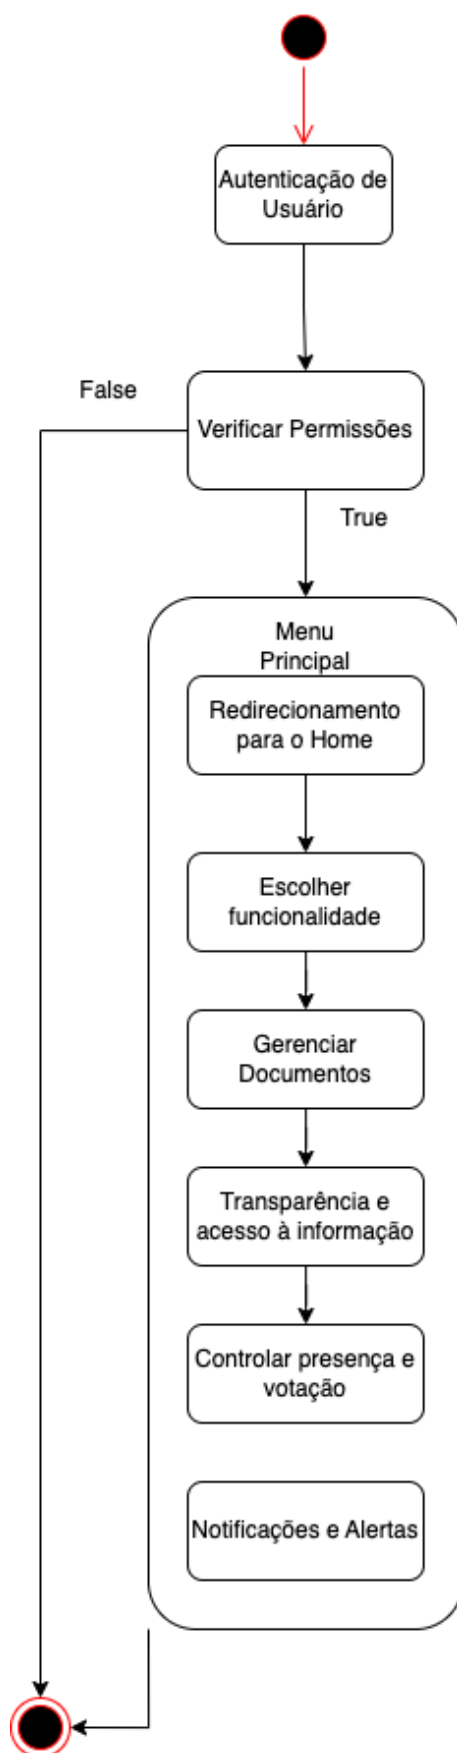 Autenticação de
Usuário
False
Verificar Permissões
True
Menu
Principal
Redirecionamento
para o Home
Escolher
funcionalidade
Gerenciar
Documentos
Transparência e
acesso à informação
Controlar presença e
votação
Notificações e Alertas